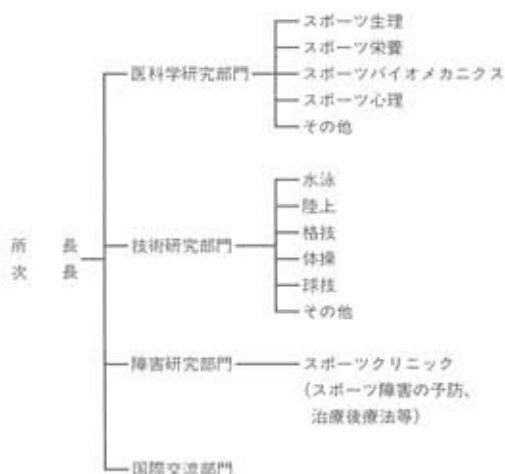 スポーツ生理
スポーツ栄養
医科学研究部門
スポーツバイオメカニクス
スポーツ心理
その他
水泳
陸上
格技
所長
次長
技術研究部門
体操
球技
その他
障害研究部門
スポーツクリニック
(スポーツ障害の予防、
治療後療法等)
国際交流部門